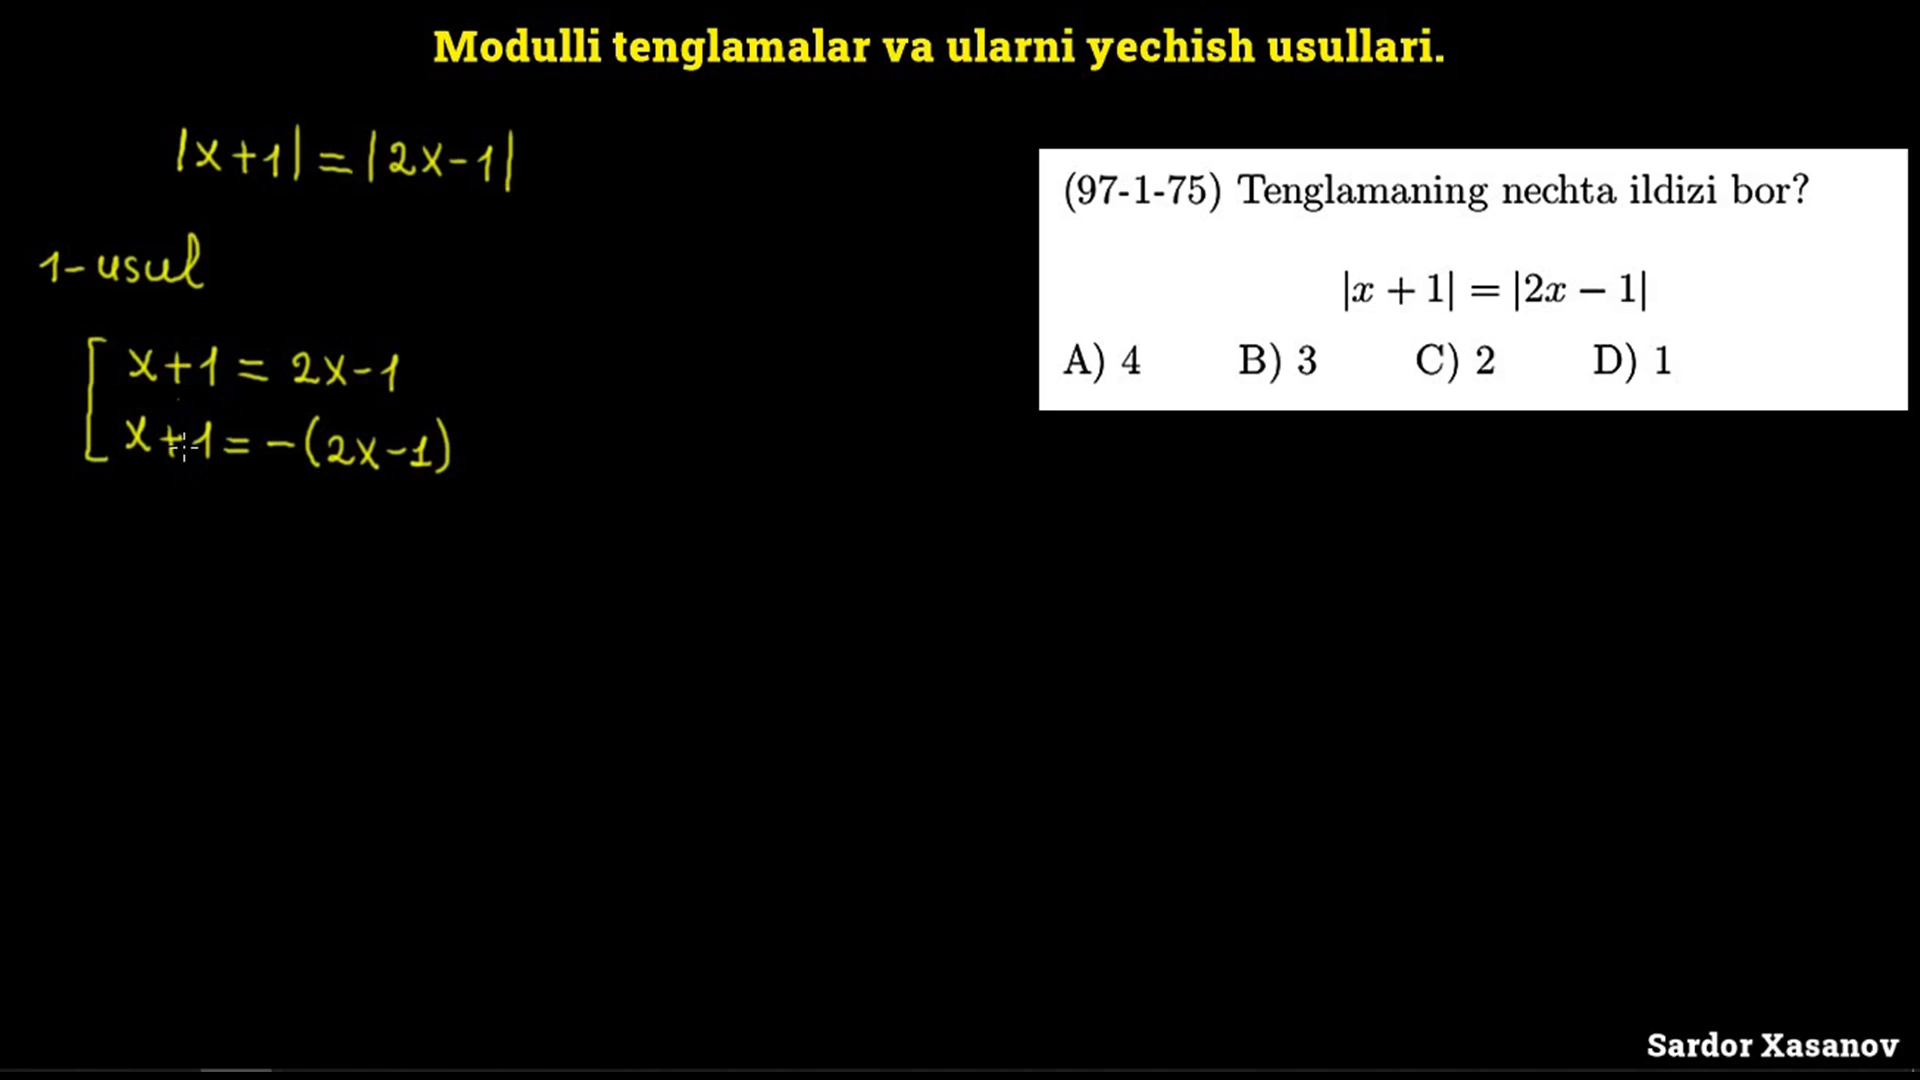 Modulli tenglamalar va ularni yechish usullari.
|x+1|=|2x-1|
1-usul
x+1=2x-1
x+1=-(2x-1)
(97-1-75) Tenglamaning nechta ildizi bor?
|x + 1| = |2x − 1|
A) 4 B) 3 C) 2 D) 1
Sardor Xasanov